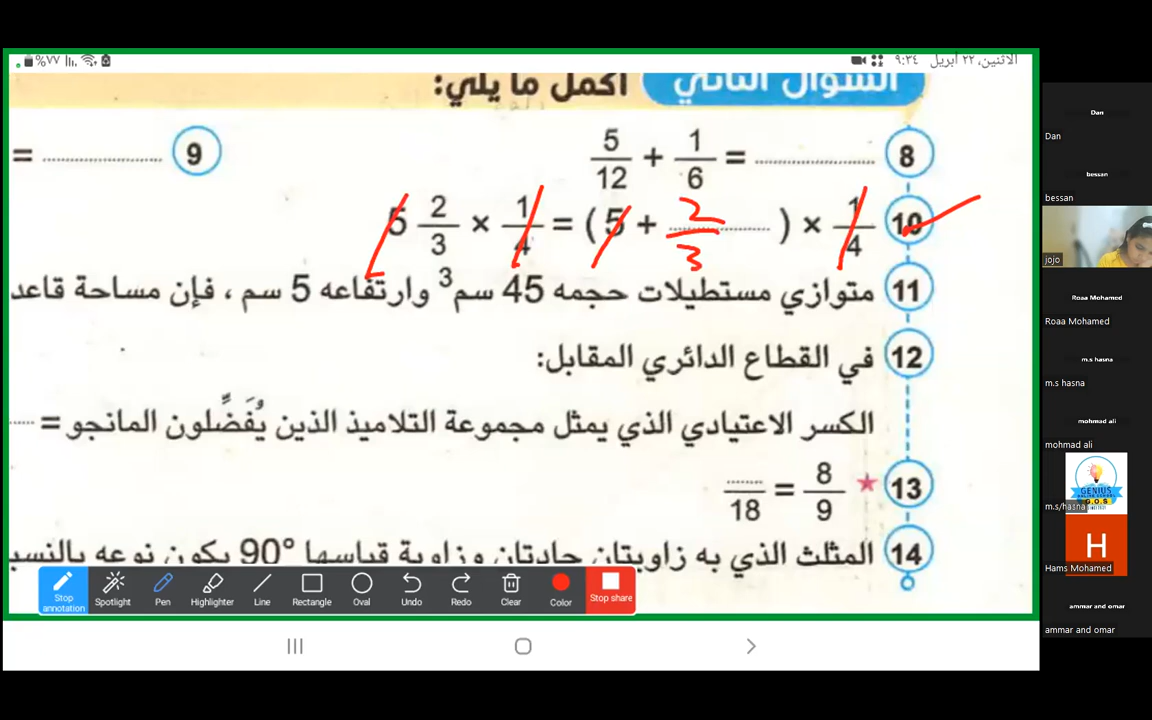 %٧٧
الاثنين، ٢٢ أبريل ٩:٣٤
السؤال الثاني أكمل ما يلي:
8 5/12 + 1/6 = ....................
9 = ....................
10 5 2/3 × 1/4 = ( 5 + 2/3 .................... ) × 1/4
11 متوازي مستطيلات حجمه 45 سم³ وارتفاعه 5 سم ، فإن مساحة قاعد
12 في القطاع الدائري المقابل:
الكسر الاعتيادي الذي يمثل مجموعة التلاميذ الذين يُفَضِّلون المانجو = .....
13 ★ 8/9 = ......./18
14 المثلث الذي به زاويتان حادتان وزاوية قياسها 90° يكون نوعه بالنسب
Stop annotation
Spotlight
Pen
Highlighter
Line
Rectangle
Oval
Undo
Redo
Clear
Color
Stop share
Dan
Dan
bessan
bessan
jojo
Roaa Mohamed
Roaa Mohamed
m.s hasna
m.s hasna
mohmad ali
mohmad ali
GENIUS
G.O.S
m.s/hasna
H
Hams Mohamed
ammar and omar
ammar and omar